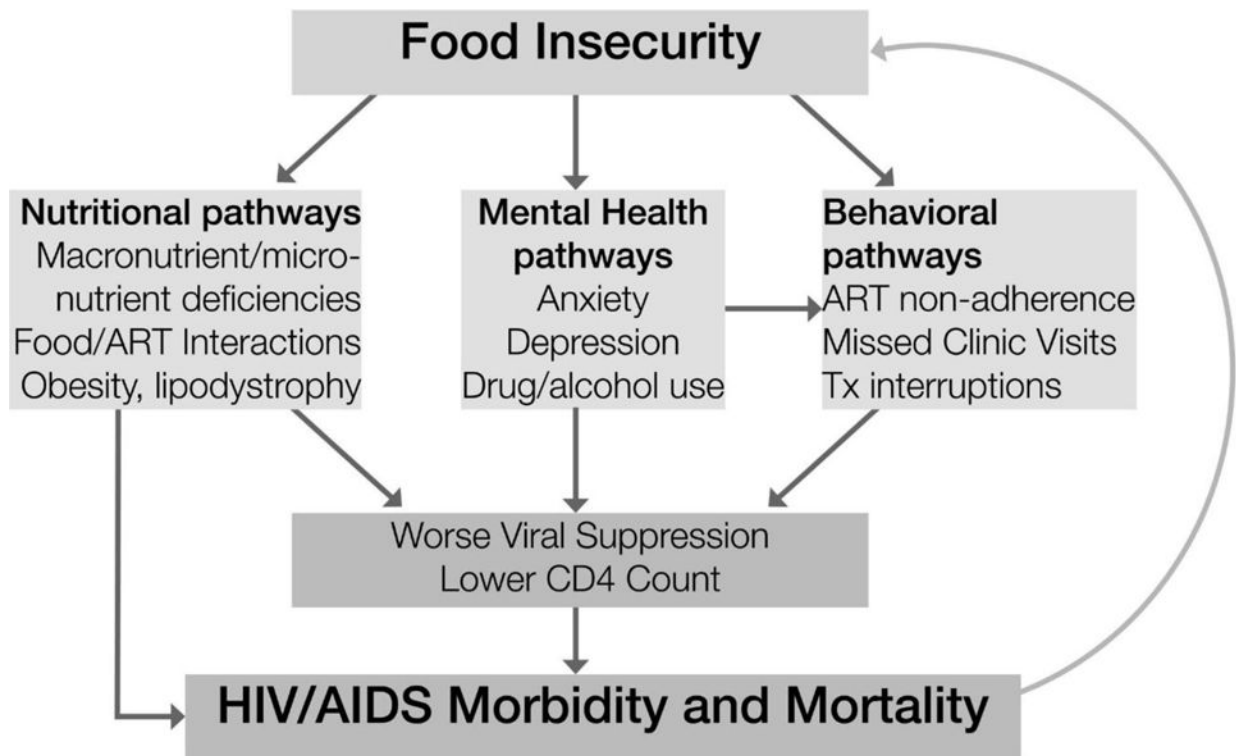 Food Insecurity
Nutritional pathways
Macronutrient/micro-
nutrient deficiencies
Food/ART Interactions
Obesity, lipodystrophy
Mental Health
pathways
Anxiety
Depression
Drug/alcohol use
Behavioral
pathways
ART non-adherence
Missed Clinic Visits
Tx interruptions
Worse Viral Suppression
Lower CD4 Count
HIV/AIDS Morbidity and Mortality